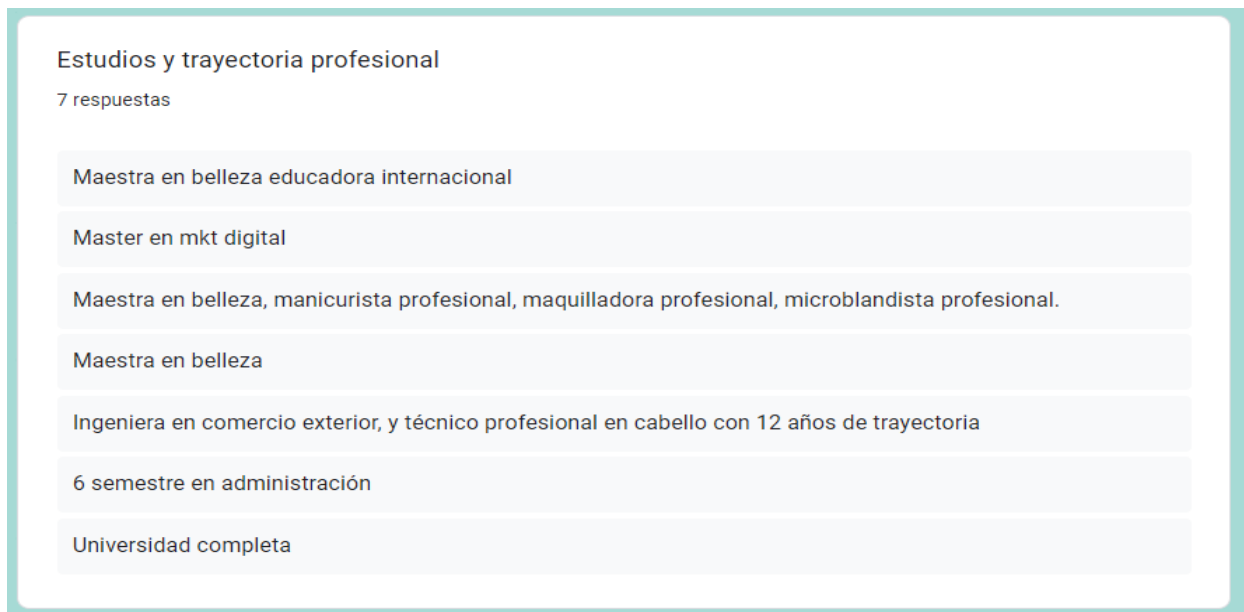 Estudios y trayectoria profesional
7 respuestas
Maestra en belleza educadora internacional
Master en mkt digital
Maestra en belleza, manicurista profesional, maquilladora profesional, microblandista profesional.
Maestra en belleza
Ingeniera en comercio exterior, y técnico profesional en cabello con 12 años de trayectoria
6 semestre en administración
Universidad completa